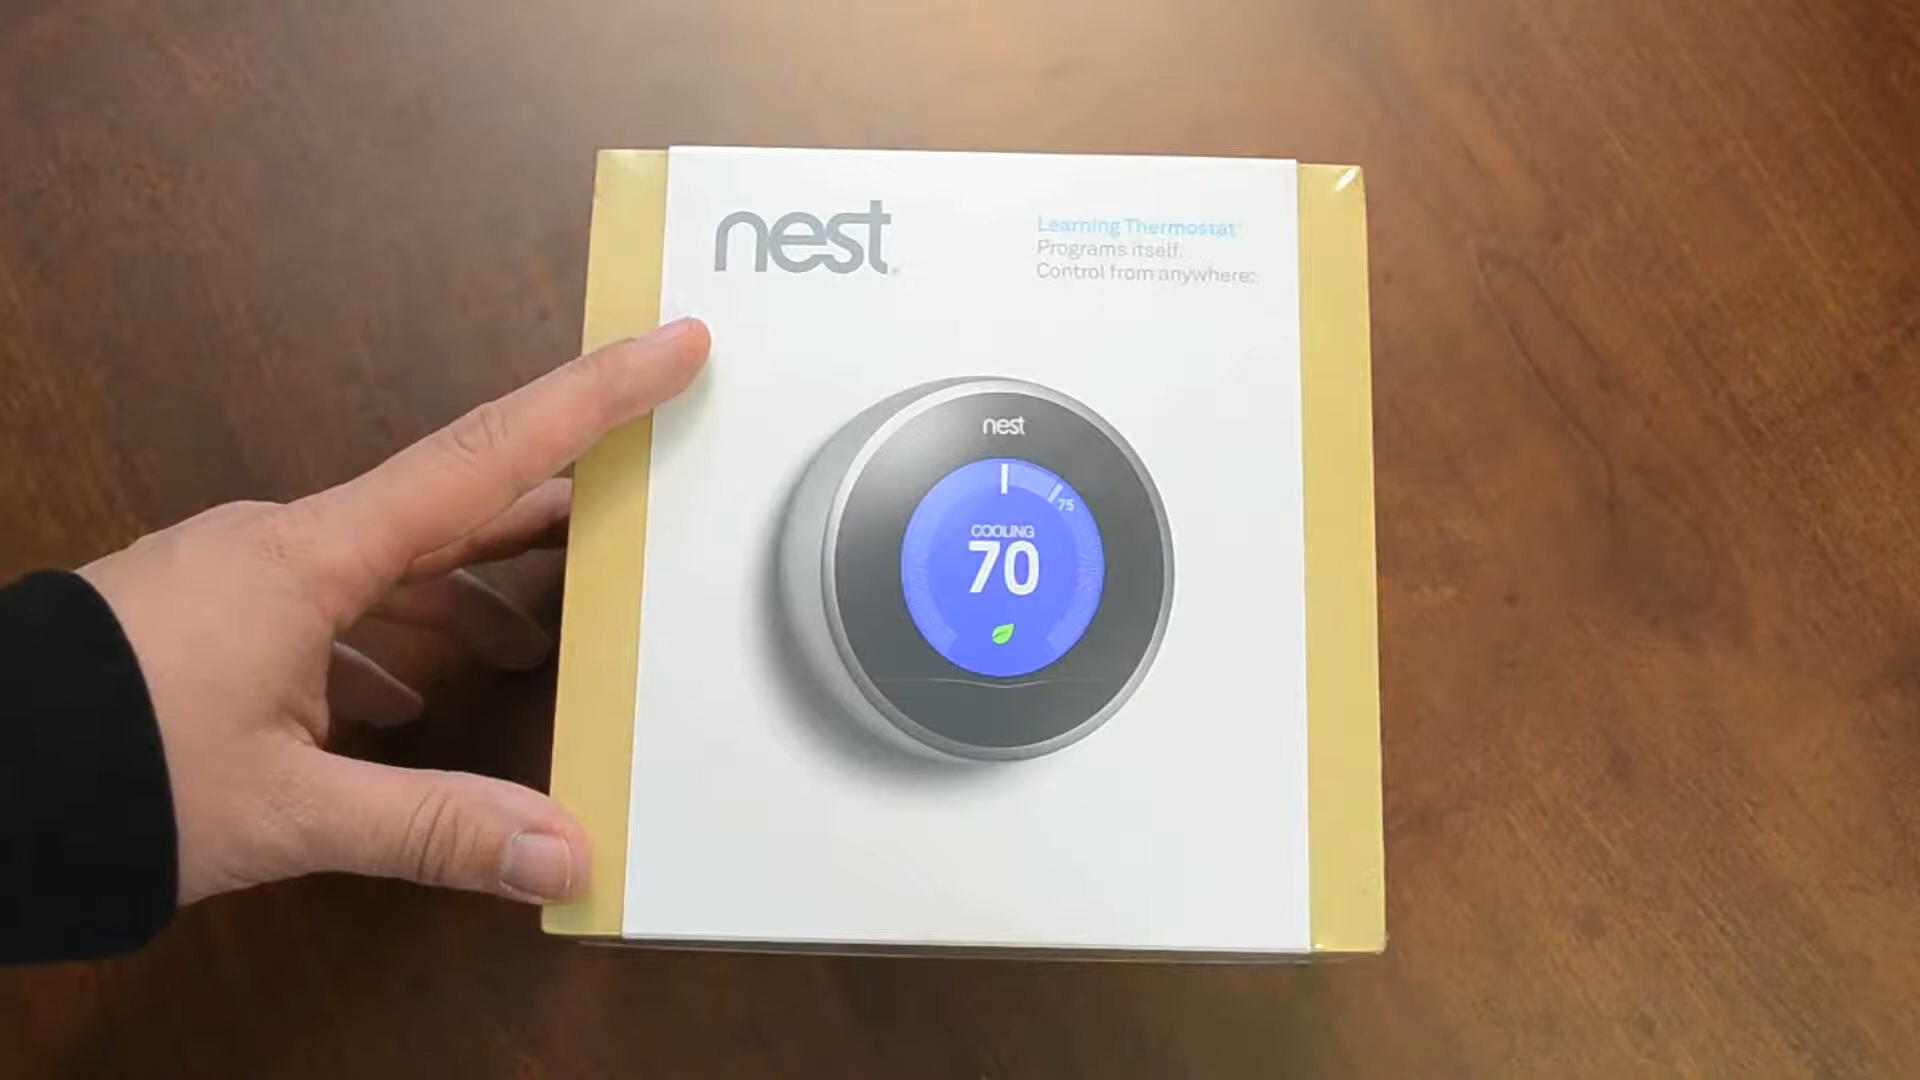 nest
Learning Thermostat
Programs itself.
Control from anywhere.
nest
75
COOLING
70